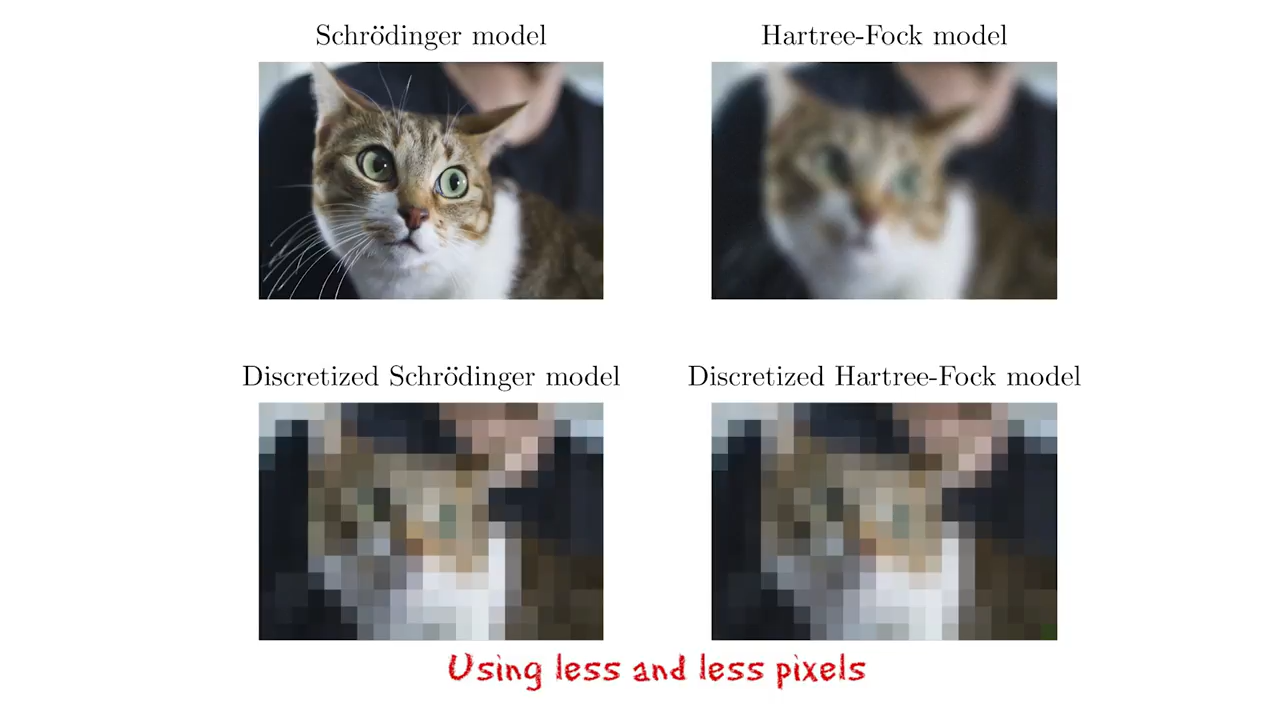 Schrödinger model
Hartree-Fock model
Discretized Schrödinger model
Discretized Hartree-Fock model
Using less and less pixels